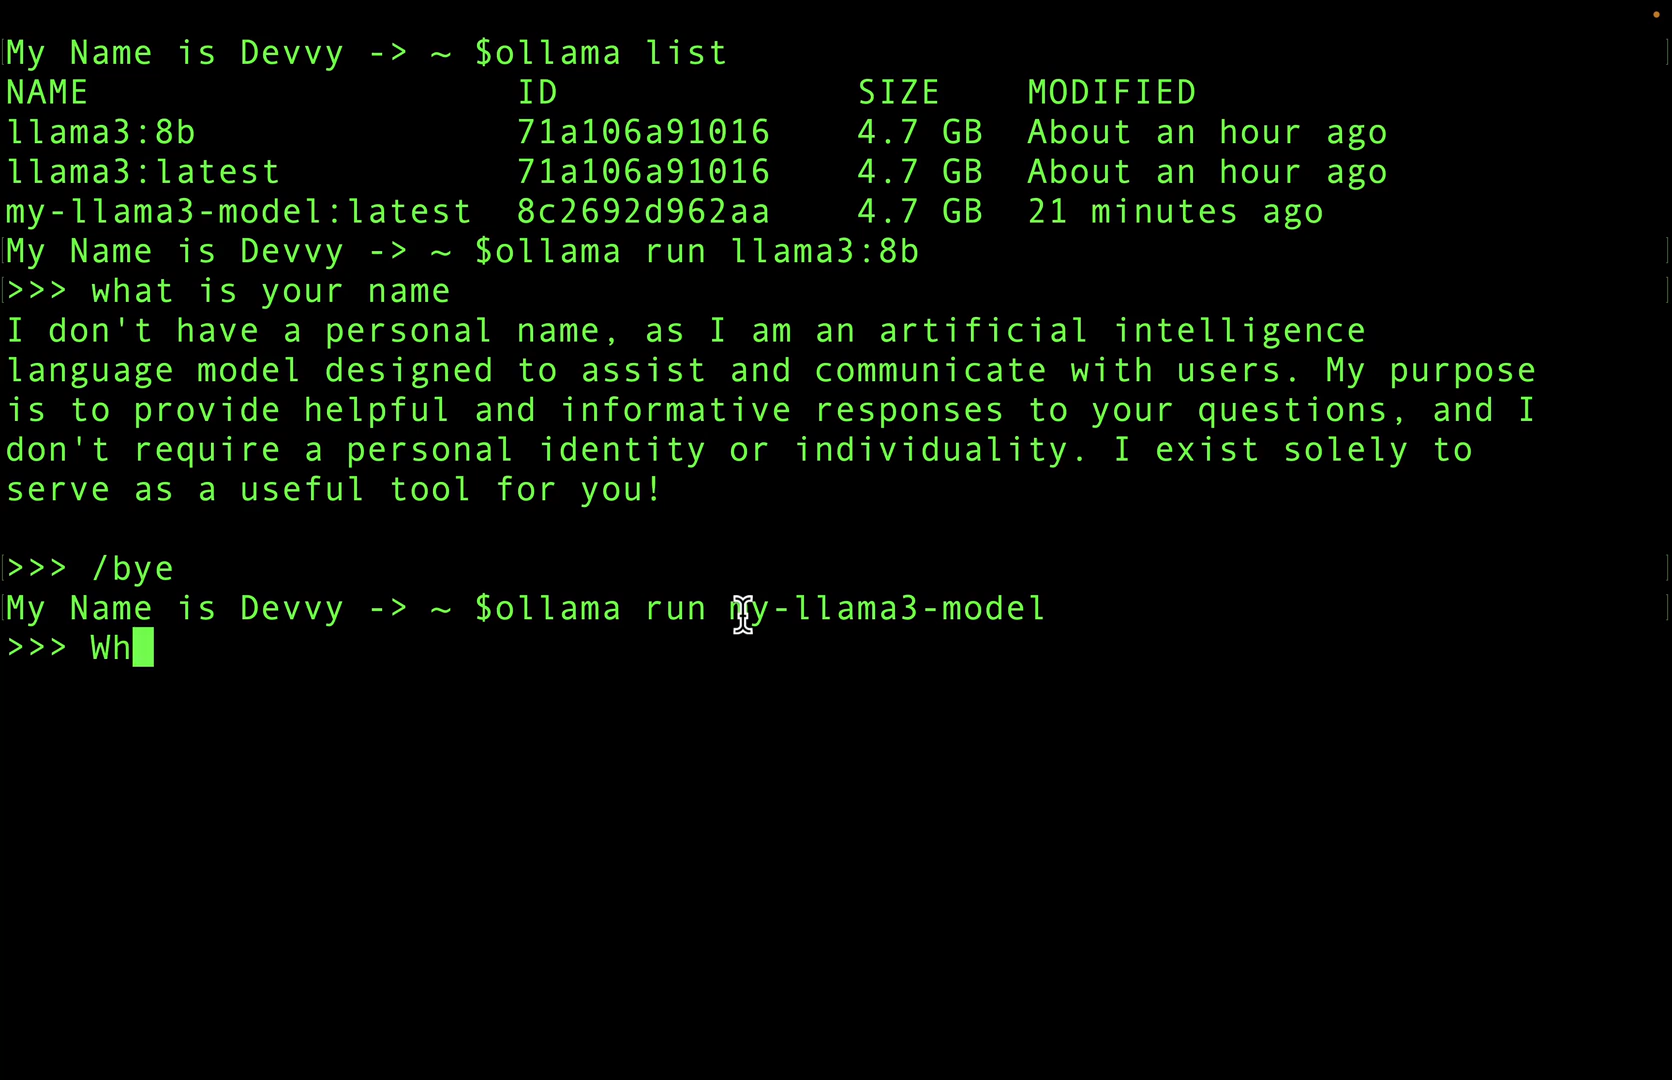 My Name is Devvy -> ~ $ollama list
NAME ID SIZE MODIFIED
llama3:8b 71a106a91016 4.7 GB About an hour ago
llama3:latest 71a106a91016 4.7 GB About an hour ago
my-llama3-model:latest 8c2692d962aa 4.7 GB 21 minutes ago
My Name is Devvy -> ~ $ollama run llama3:8b
>>> what is your name
I don't have a personal name, as I am an artificial intelligence
language model designed to assist and communicate with users. My purpose
is to provide helpful and informative responses to your questions, and I
don't require a personal identity or individuality. I exist solely to
serve as a useful tool for you!
>>> /bye
My Name is Devvy -> ~ $ollama run my-llama3-model
>>> Wh